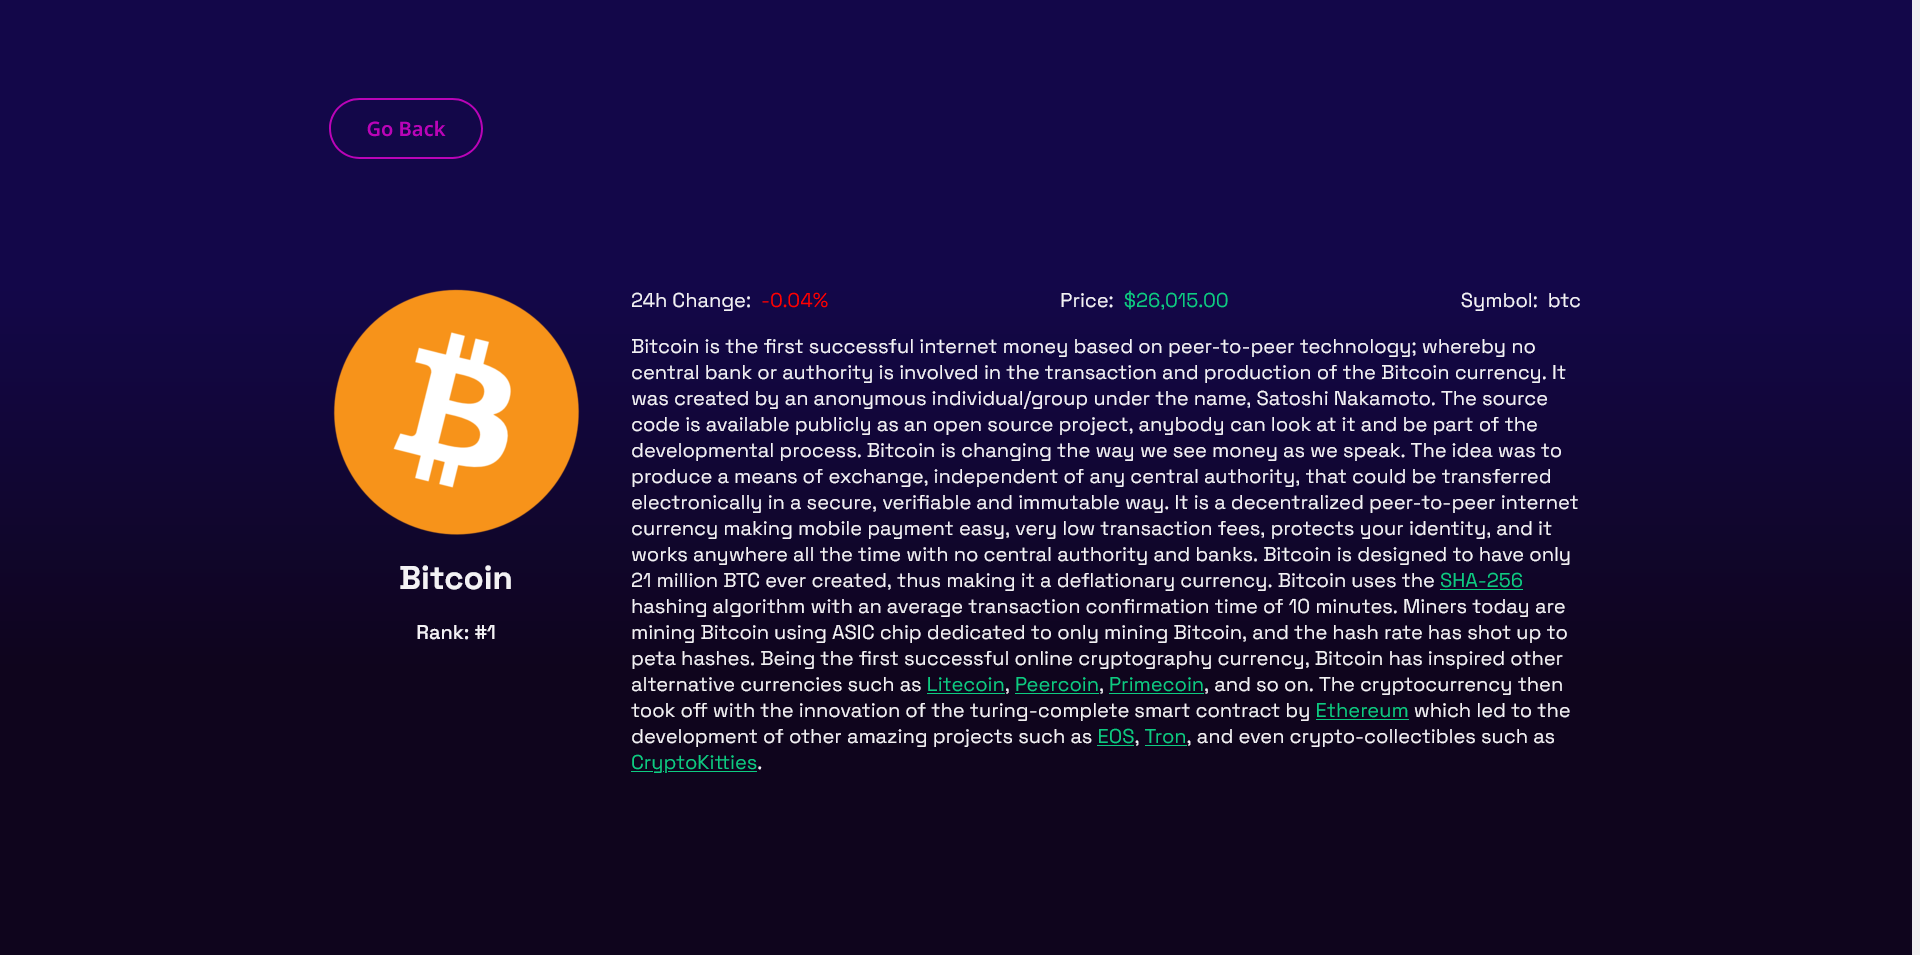 Go Back
24h Change: -0.04% Price: $26,015.00 Symbol: btc
Bitcoin is the first successful internet money based on peer-to-peer technology; whereby no
central bank or authority is involved in the transaction and production of the Bitcoin currency. It
was created by an anonymous individual/group under the name, Satoshi Nakamoto. The source
code is available publicly as an open source project, anybody can look at it and be part of the
developmental process. Bitcoin is changing the way we see money as we speak. The idea was to
produce a means of exchange, independent of any central authority, that could be transferred
electronically in a secure, verifiable and immutable way. It is a decentralized peer-to-peer internet
currency making mobile payment easy, very low transaction fees, protects your identity, and it
works anywhere all the time with no central authority and banks. Bitcoin is designed to have only
21 million BTC ever created, thus making it a deflationary currency. Bitcoin uses the SHA-256
hashing algorithm with an average transaction confirmation time of 10 minutes. Miners today are
mining Bitcoin using ASIC chip dedicated to only mining Bitcoin, and the hash rate has shot up to
peta hashes. Being the first successful online cryptography currency, Bitcoin has inspired other
alternative currencies such as Litecoin, Peercoin, Primecoin, and so on. The cryptocurrency then
took off with the innovation of the turing-complete smart contract by Ethereum which led to the
development of other amazing projects such as EOS, Tron, and even crypto-collectibles such as
CryptoKitties.
Bitcoin
Rank: #1